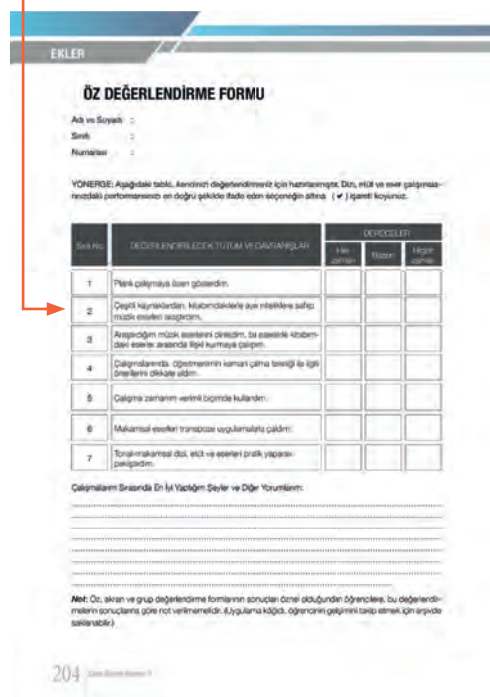 EKLER
ÖZ DEĞERLENDİRME FORMU
Adı ve Soyadı :
Sınıfı :
Numarası :
YÖNERGE: Aşağıdaki tablo, kendinizi değerlendirmeniz için hazırlanmıştır. Dizi, etüt ve eser çalışmala-
rınızdaki performansınızı en doğru şekilde ifade eden seçeneğin altına ( ✔ ) işareti koyunuz.
Sıra No
DEĞERLENDİRİLECEK TUTUM VE DAVRANIŞLAR
DERECELER
Her zaman
Bazen
Hiçbir zaman
1 Planlı çalışmaya özen gösterdim.
2 Çeşitli kaynaklardan, kitabımdakilerle aynı niteliklere sahip
müzik eserleri araştırdım.
3 Araştırdığım müzik eserlerini dinledim, bu eserlerle kitabım-
daki eserler arasında ilişki kurmaya çalıştım.
4 Çalışmalarımda, öğretmenimin keman çalma tekniği ile ilgili
önerilerini dikkate aldım.
5 Çalışma zamanımı verimli biçimde kullandım.
6 Makamsal eserleri transpoze uygulamalarla çaldım.
7 Tonal-makamsal dizi, etüt ve eserleri pratik yaparak
pekiştirdim.
Çalışmalarım Sırasında En İyi Yaptığım Şeyler ve Diğer Yorumlarım:
Not: Öz, akran ve grup değerlendirme formlarının sonuçları öznel olduğundan öğrencilere, bu değerlendir-
melerin sonuçlarına göre not verilmemelidir. (Uygulama kâğıdı, öğrencinin gelişimini takip etmek için arşivde
saklanabilir.)
204